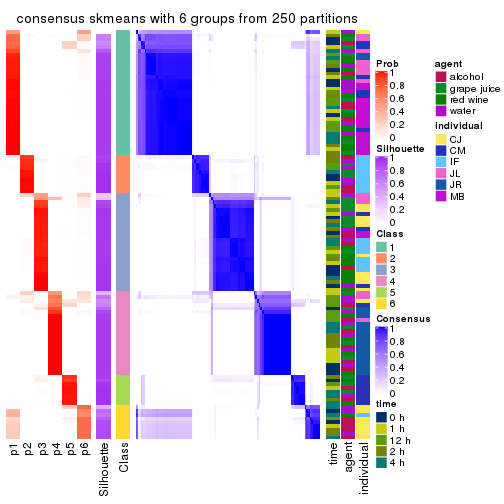 consensus skmeans with 6 groups from 250 partitions
p1
p2
p3
p4
p5
p6
Silhouette
Class
time
agent
individual
Prob
1
0.8
0.6
0.4
0.2
0
Silhouette
1
0.8
0.6
0.4
0.2
0
Class
1
2
3
4
5
6
Consensus
1
0.8
0.6
0.4
0.2
0
time
0 h
1 h
12 h
2 h
4 h
agent
alcohol
grape juice
red wine
water
individual
CJ
CM
IF
JL
JR
MB